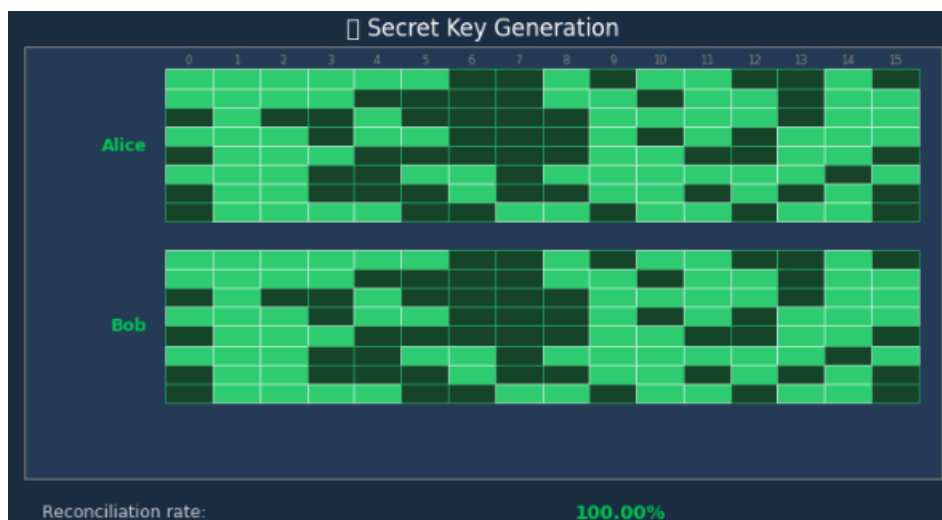 ▯ Secret Key Generation
0 1 2 3 4 5 6 7 8 9 10 11 12 13 14 15
Alice
Bob
Reconciliation rate: 100.00%